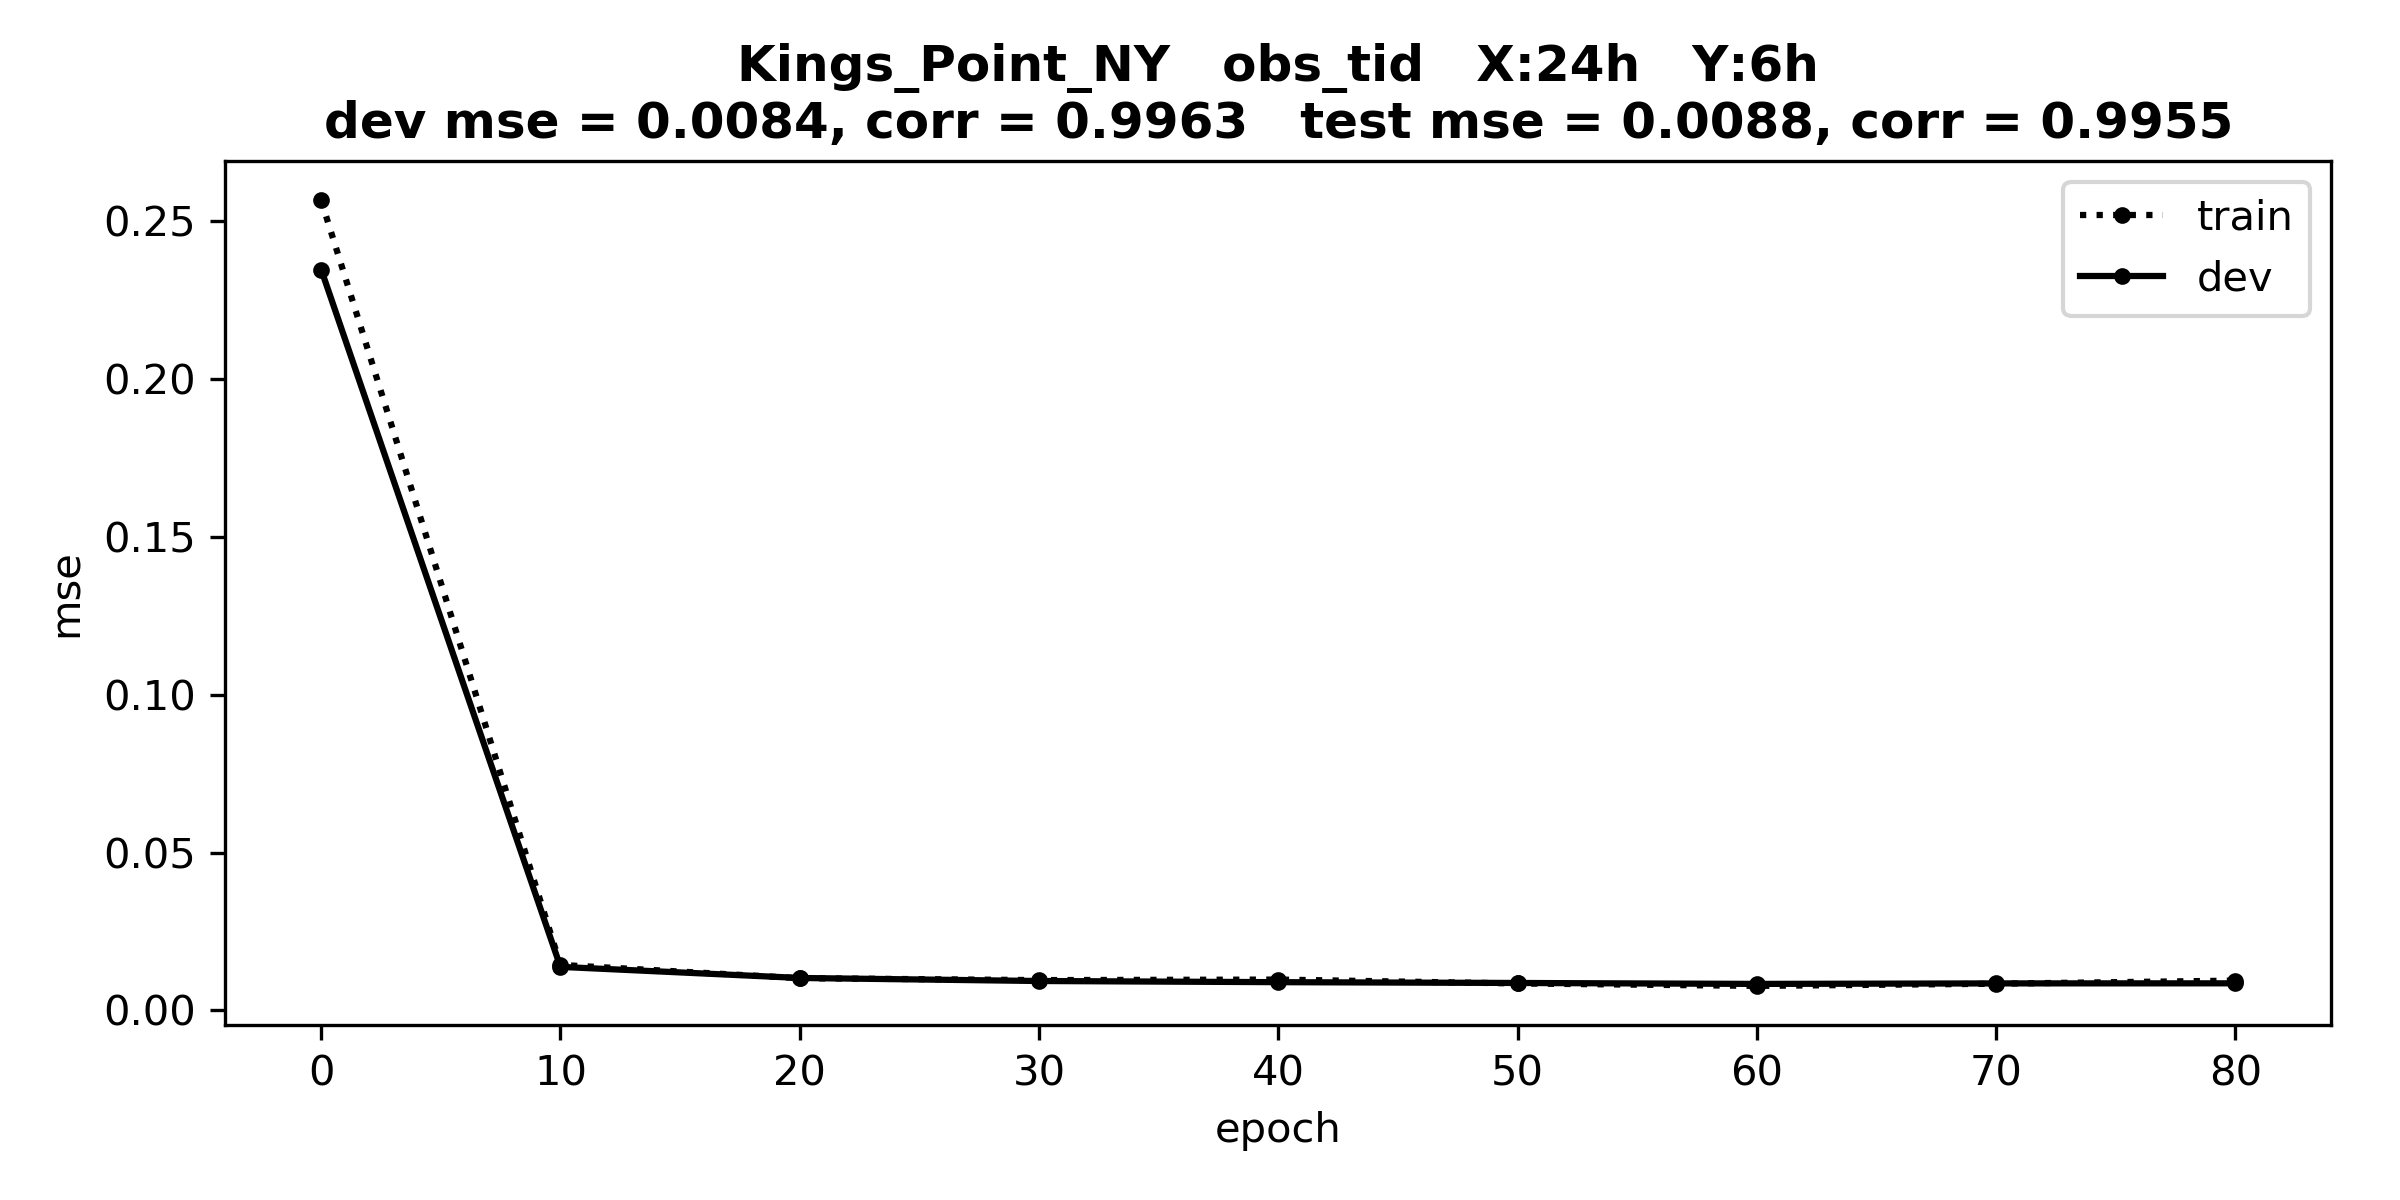 Kings_Point_NY   obs_tid   X:24h   Y:6h
dev mse = 0.0084, corr = 0.9963   test mse = 0.0088, corr = 0.9955
train
dev
0.25
0.20
0.15
0.10
0.05
0.00
mse
0 10 20 30 40 50 60 70 80
epoch